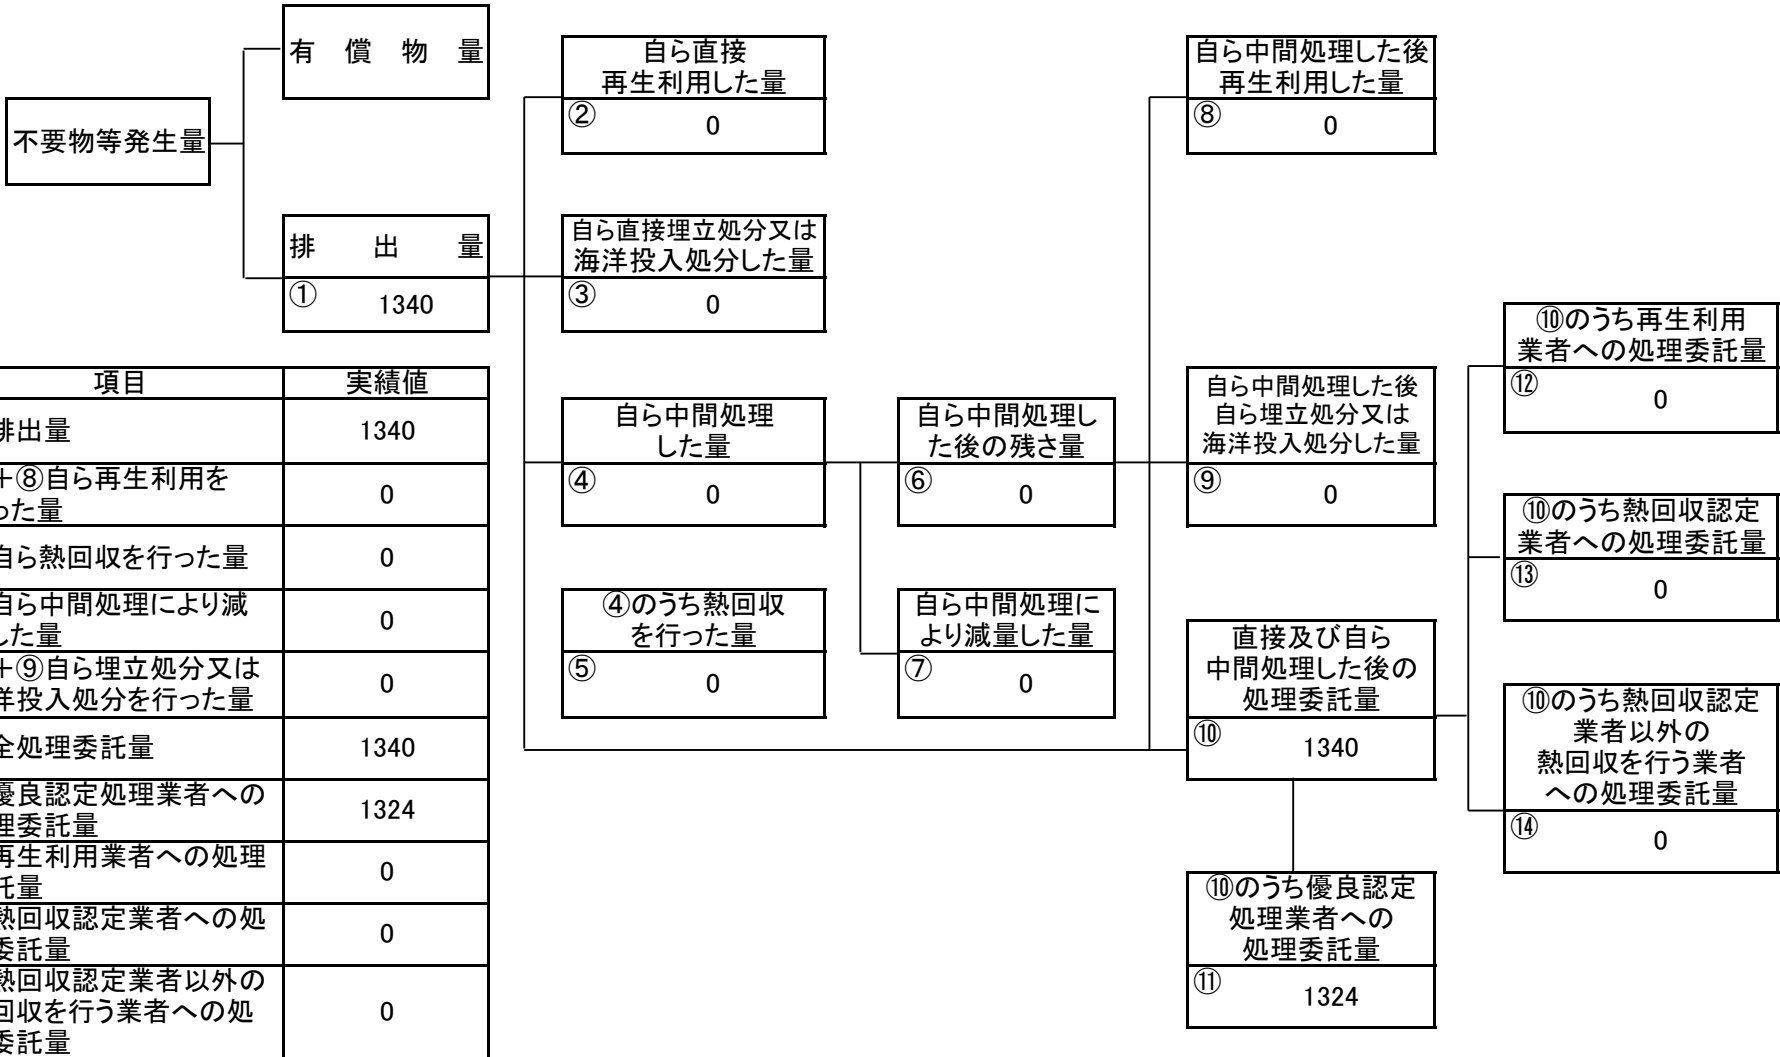 有償物量
不要物等発生量
排出量
① 1340
自ら直接
再生利用した量
② 0
自ら直接埋立処分又は
海洋投入処分した量
③ 0
自ら中間処理
した量
④ 0
④のうち熱回収
を行った量
⑤ 0
自ら中間処理し
た後の残さ量
⑥ 0
自ら中間処理に
より減量した量
⑦ 0
自ら中間処理した後
再生利用した量
⑧ 0
自ら中間処理した後
自ら埋立処分又は
海洋投入処分した量
⑨ 0
直接及び自ら
中間処理した後の
処理委託量
⑩ 1340
⑩のうち優良認定
処理業者への
処理委託量
⑪ 1324
⑩のうち再生利用
業者への処理委託量
⑫ 0
⑩のうち熱回収認定
業者への処理委託量
⑬ 0
⑩のうち熱回収認定
業者以外の
熱回収を行う業者
への処理委託量
⑭ 0
項目 実績値
排出量 1340
+⑧自ら再生利用を
った量 0
自ら熱回収を行った量 0
自ら中間処理により減
した量 0
+⑨自ら埋立処分又は
洋投入処分を行った量 0
全処理委託量 1340
優良認定処理業者への
理委託量 1324
再生利用業者への処理
託量 0
熱回収認定業者への処
委託量 0
熱回収認定業者以外の
回収を行う業者への処
委託量 0